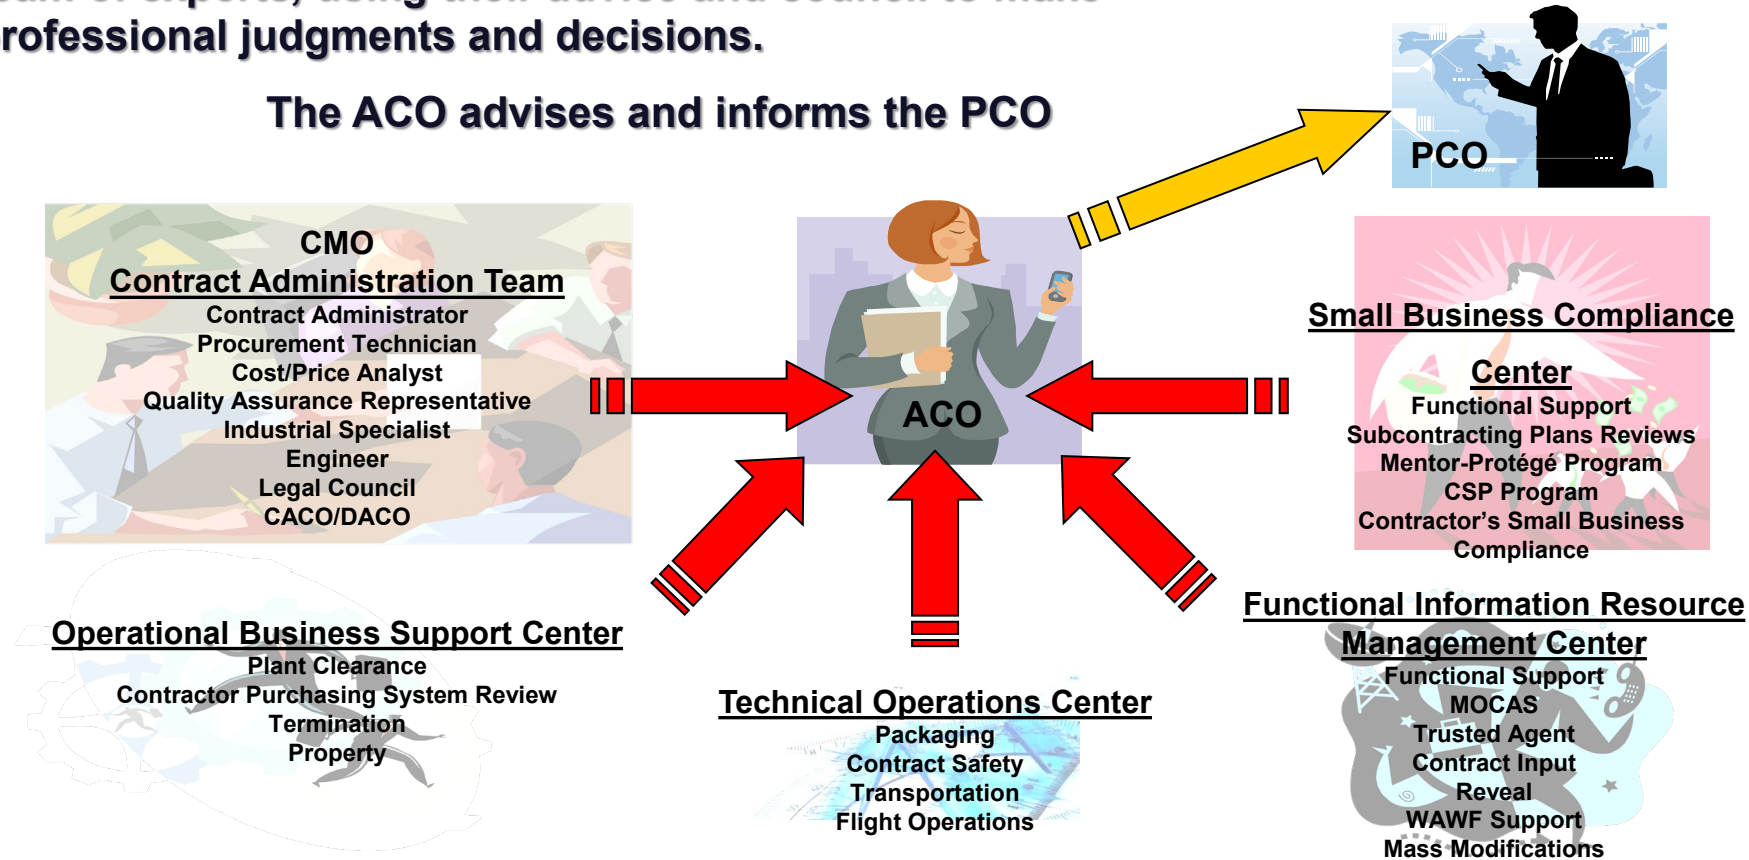 professional judgments and decisions.
The ACO advises and informs the PCO
PCO
CMO
Contract Administration Team
Contract Administrator
Procurement Technician
Cost/Price Analyst
Quality Assurance Representative
Industrial Specialist
Engineer
Legal Council
CACO/DACO
ACO
Small Business Compliance
Center
Functional Support
Subcontracting Plans Reviews
Mentor-Protégé Program
CSP Program
Contractor's Small Business
Compliance
Operational Business Support Center
Plant Clearance
Contractor Purchasing System Review
Termination
Property
Technical Operations Center
Packaging
Contract Safety
Transportation
Flight Operations
Functional Information Resource
Management Center
Functional Support
MOCAS
Trusted Agent
Contract Input
Reveal
WAWF Support
Mass Modifications